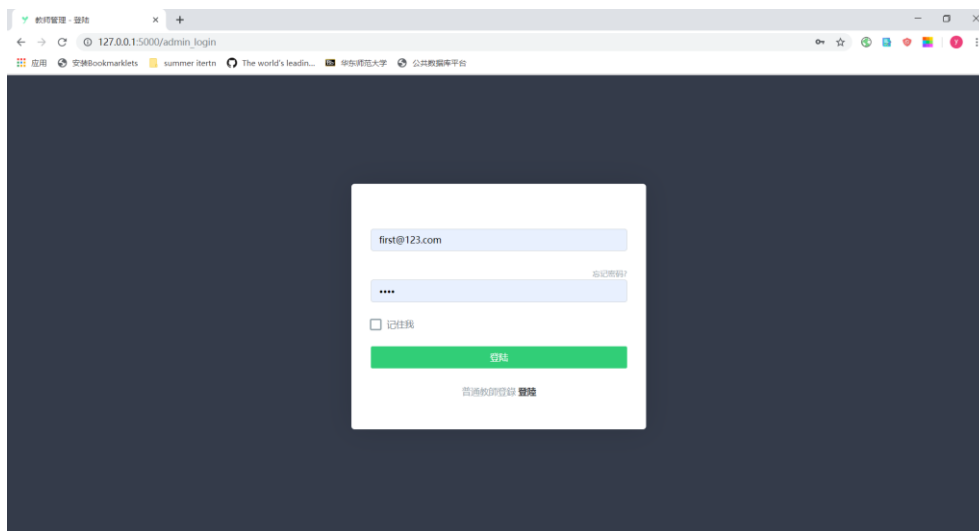 教师管理 - 登陆
127.0.0.1:5000/admin_login
应用 安装Bookmarklets summer itertn The world's leadin... 华东师范大学 公共数据库平台
first@123.com
忘记密码?
••••
记住我
登陆
普通教師登錄 登陸